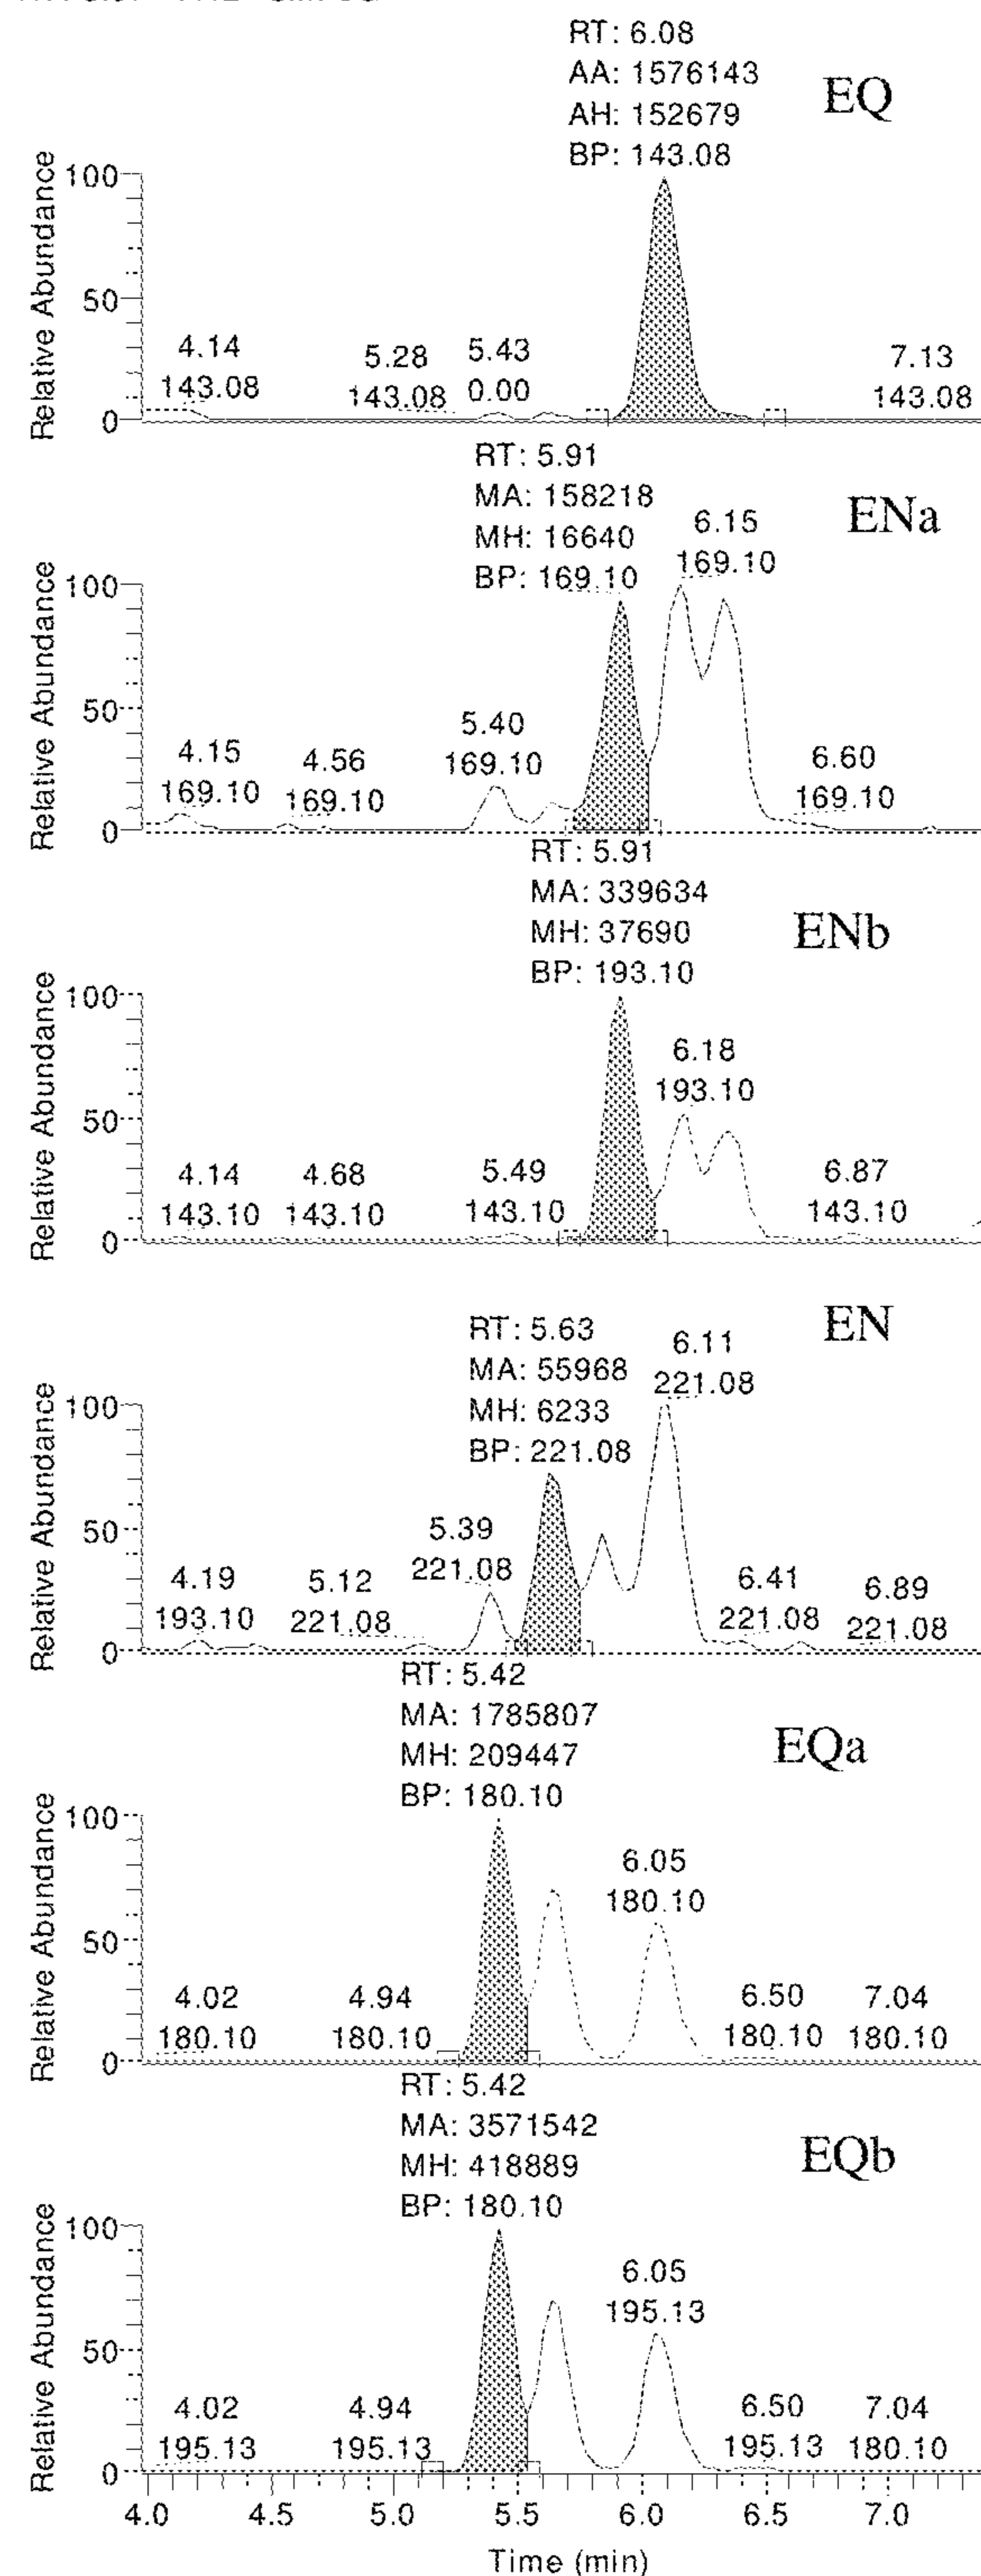 RT: 6.08
AA: 1576143
AH: 152679
BP: 143.08
EQ
Relative Abundance
100
50
0
4.14
143.08
5.28
143.08
5.43
0.00
7.13
143.08
RT: 5.91
MA: 158218
MH: 16640
BP: 169.10
ENa
6.15
169.10
Relative Abundance
100
50
0
4.15
169.10
4.56
169.10
5.40
169.10
6.60
169.10
RT: 5.91
MA: 339634
MH: 37690
BP: 193.10
ENb
Relative Abundance
100
50
0
6.18
193.10
4.14
143.10
4.68
143.10
5.49
143.10
6.87
143.10
EN
RT: 5.63
MA: 55968
MH: 6233
BP: 221.08
6.11
221.08
Relative Abundance
100
50
0
4.19
193.10
5.12
221.08
5.39
221.08
6.41
221.08
6.89
221.08
RT: 5.42
MA: 1785807
MH: 209447
BP: 180.10
EQa
Relative Abundance
100
50
0
6.05
180.10
4.02
180.10
4.94
180.10
6.50
180.10
7.04
180.10
RT: 5.42
MA: 3571542
MH: 418889
BP: 180.10
EQb
Relative Abundance
100
50
0
6.05
195.13
4.02
195.13
4.94
195.13
6.50
195.13
7.04
180.10
4.0 4.5 5.0 5.5 6.0 6.5 7.0
Time (min)